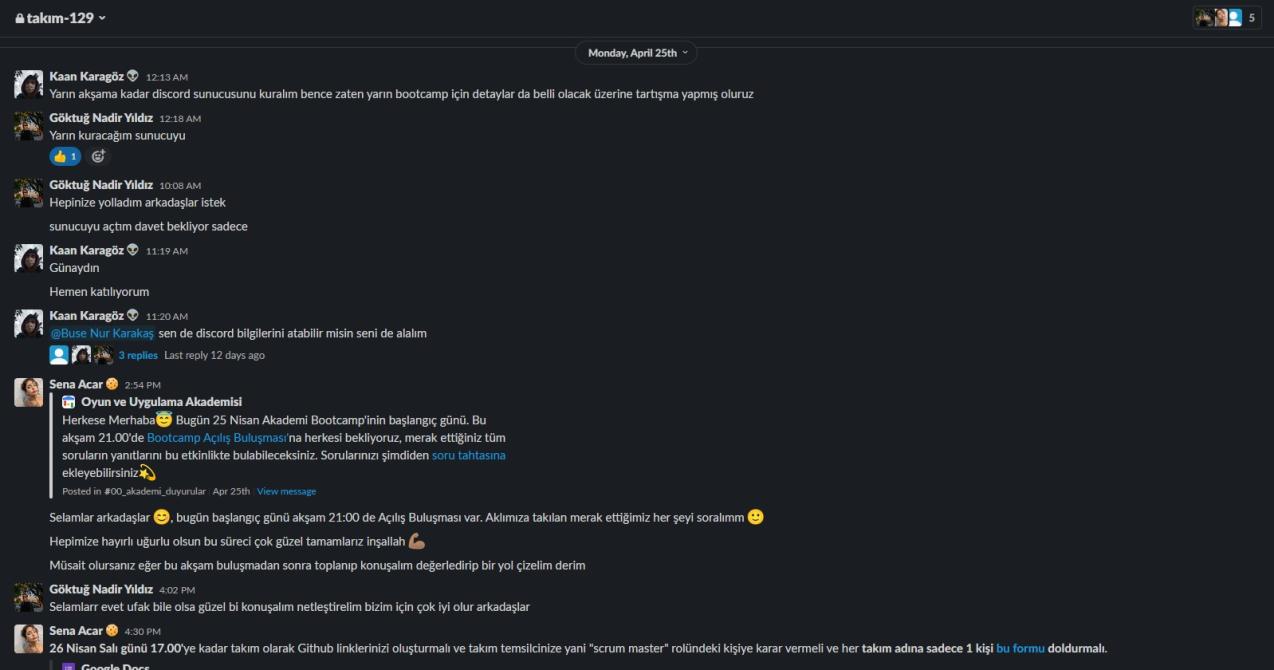 takım-129
5
Monday, April 25th
Kaan Karagöz 👽 12:13 AM
Yarın akşama kadar discord sunucusunu kuralım bence zaten yarın bootcamp için detaylar da belli olacak üzerine tartışma yapmış oluruz
Göktuğ Nadir Yıldız 12:18 AM
Yarın kuracağım sunucuyu
👍 1
Göktuğ Nadir Yıldız 10:08 AM
Hepinize yolladım arkadaşlar istek
sunucuyu açtım davet bekliyor sadece
Kaan Karagöz 👽 11:19 AM
Günaydın
Hemen katılıyorum
Kaan Karagöz 👽 11:20 AM
@Buse Nur Karakaş sen de discord bilgilerini atabilir misin seni de alalım
3 replies Last reply 12 days ago
Sena Acar 🍪 2:54 PM
Oyun ve Uygulama Akademisi
Herkese Merhaba😇 Bugün 25 Nisan Akademi Bootcamp'inin başlangıç günü. Bu
akşam 21.00'de Bootcamp Açılış Buluşması'na herkesi bekliyoruz, merak ettiğiniz tüm
soruların yanıtlarını bu etkinlikte bulabileceksiniz. Sorularınızı şimdiden soru tahtasına
ekleyebilirsiniz💫
Posted in #00_akademi_duyurular Apr 25th View message
Selamlar arkadaşlar 😊, bugün başlangıç günü akşam 21:00 de Açılış Buluşması var. Aklımıza takılan merak ettiğimiz her şeyi soralımm 🙂
Hepimize hayırlı uğurlu olsun bu süreci çok güzel tamamlarız inşallah 💪🏽
Müsait olursanız eğer bu akşam buluşmadan sonra toplanıp konuşalım değerledirip bir yol çizelim derim
Göktuğ Nadir Yıldız 4:02 PM
Selamlarr evet ufak bile olsa güzel bi konuşalım netleştirelim bizim için çok iyi olur arkadaşlar
Sena Acar 🍪 4:30 PM
26 Nisan Salı günü 17.00'ye kadar takım olarak Github linklerinizi oluşturmalı ve takım temsilcinize yani "scrum master" rolündeki kişiye karar vermeli ve her takım adına sadece 1 kişi bu formu doldurmalı.
Google Docs